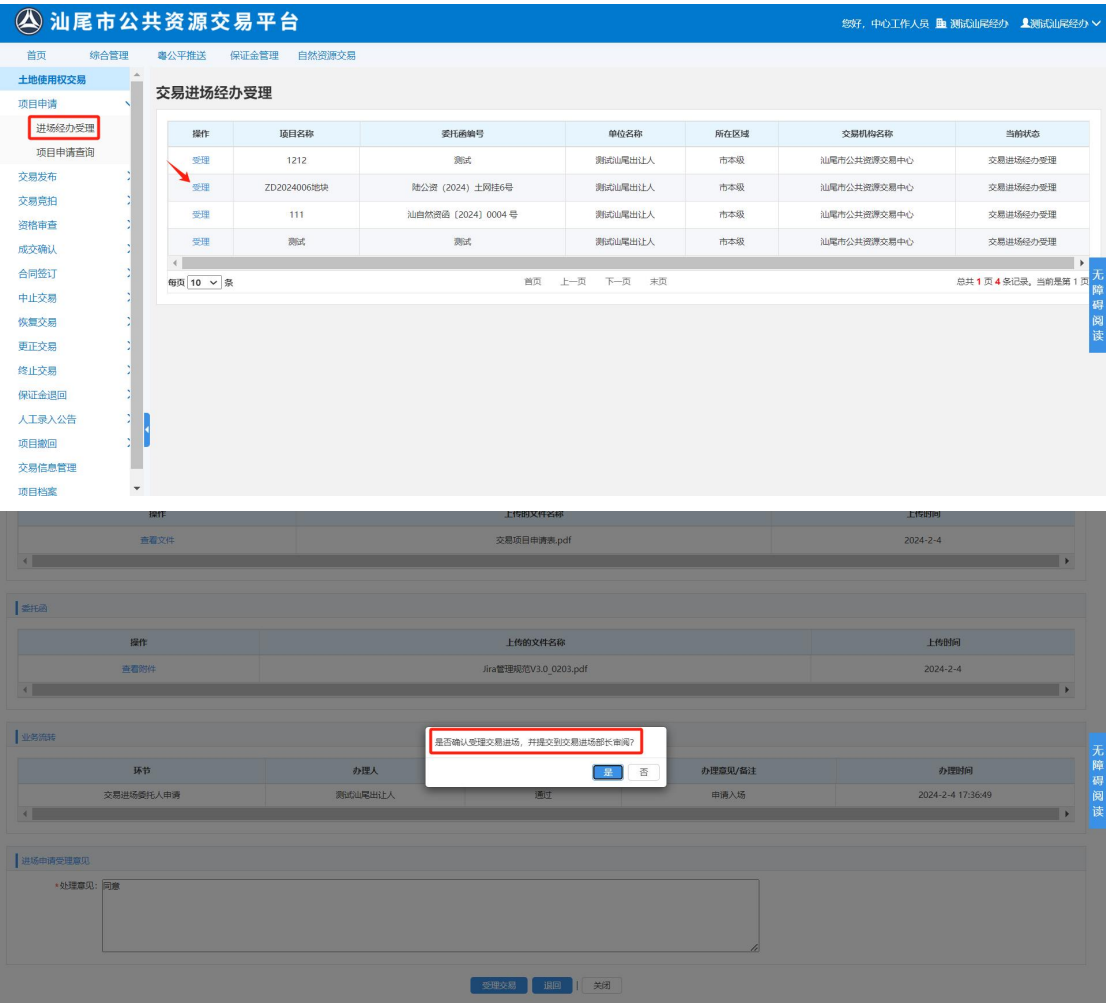 汕尾市公共资源交易平台
您好，中心工作人员 测试汕尾经办 测试汕尾经办
首页 综合管理 粤公平推送 保证金管理 自然资源交易
土地使用权交易
项目申请
进场经办受理
项目申请查询
交易发布
交易竞拍
资格审查
成交确认
合同签订
中止交易
恢复交易
更正交易
终止交易
保证金退回
人工录入公告
项目撤回
交易信息管理
项目档案
交易进场经办受理
操作 项目名称 委托函编号 单位名称 所在区域 交易机构名称 当前状态
受理 1212 测试 测试汕尾出让人 市本级 汕尾市公共资源交易中心 交易进场经办受理
受理 ZD2024006地块 陆公资（2024）土网挂6号 测试汕尾出让人 市本级 汕尾市公共资源交易中心 交易进场经办受理
受理 111 汕自然资函〔2024〕0004 号 测试汕尾出让人 市本级 汕尾市公共资源交易中心 交易进场经办受理
受理 测试 测试 测试汕尾出让人 市本级 汕尾市公共资源交易中心 交易进场经办受理
每页 10 条 首页 上一页 下一页 末页 总共 1 页 4 条记录，当前是第 1 页
无障碍阅读
操作 上传的文件名称 上传时间
查看文件 交易项目申请表.pdf 2024-2-4
委托函
操作 上传的文件名称 上传时间
查看附件 Jira管理规范V3.0_0203.pdf 2024-2-4
业务流转
是否确认受理交易进场，并提交到交易进场部长审阅?
是 否
环节 办理人 办理意见/备注 办理时间
交易进场委托人申请 测试汕尾出让人 通过 申请入场 2024-2-4 17:36:49
无障碍阅读
进场申请受理意见
*处理意见: 同意
受理交易 退回 | 关闭